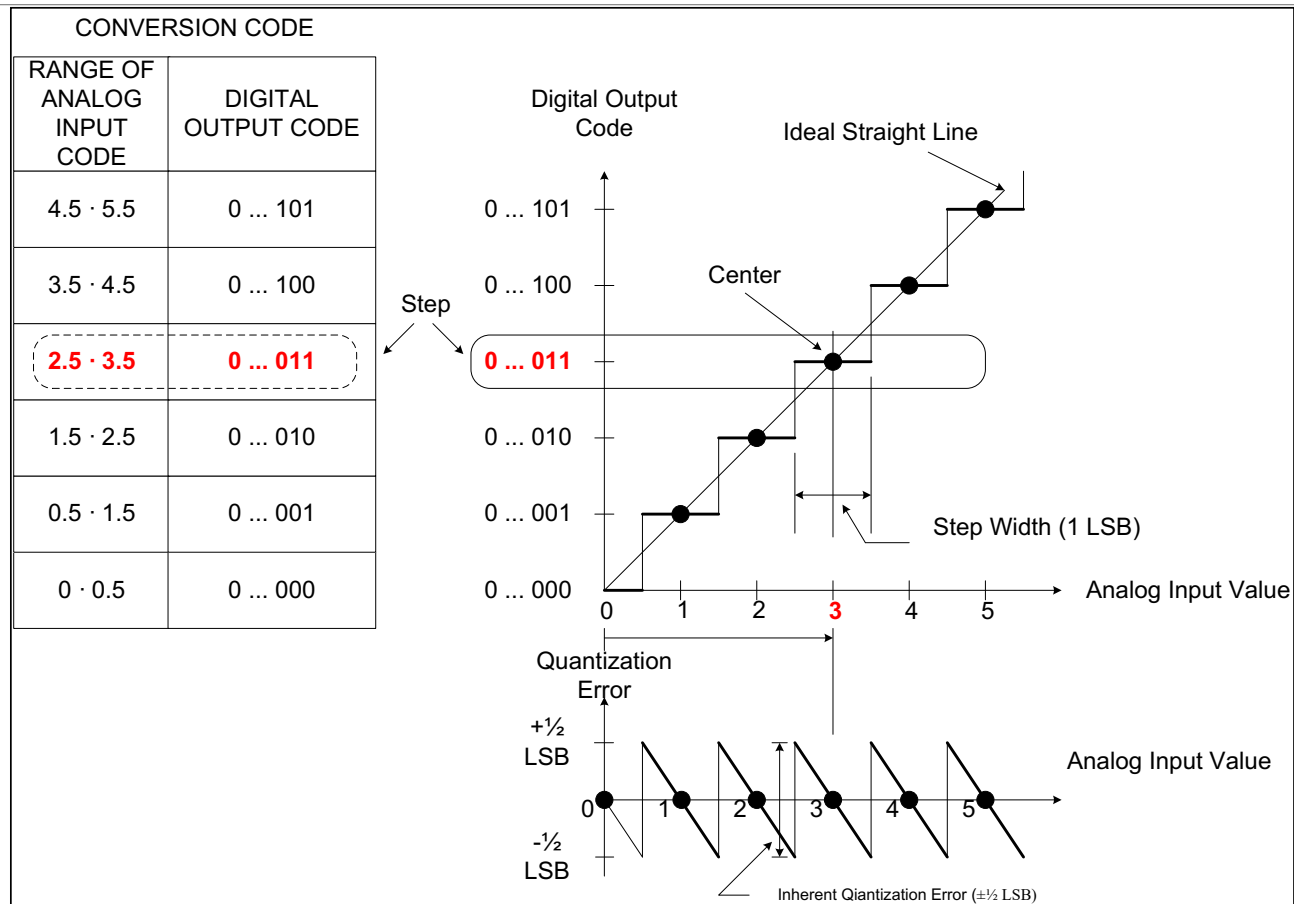 CONVERSION CODE
RANGE OF
ANALOG
INPUT
CODE
DIGITAL
OUTPUT CODE
4.5 · 5.5
0 ... 101
3.5 · 4.5
0 ... 100
2.5 · 3.5
0 ... 011
1.5 · 2.5
0 ... 010
0.5 · 1.5
0 ... 001
0 · 0.5
0 ... 000
Step
Digital Output
Code
Ideal Straight Line
0 ... 101
0 ... 100
Center
0 ... 011
0 ... 010
0 ... 001
Step Width (1 LSB)
0 ... 000
0
1
2
3
4
5
Analog Input Value
Quantization
Error
+½
LSB
Analog Input Value
0
1
2
3
4
5
-½
LSB
Inherent Qiantization Error (±½ LSB)